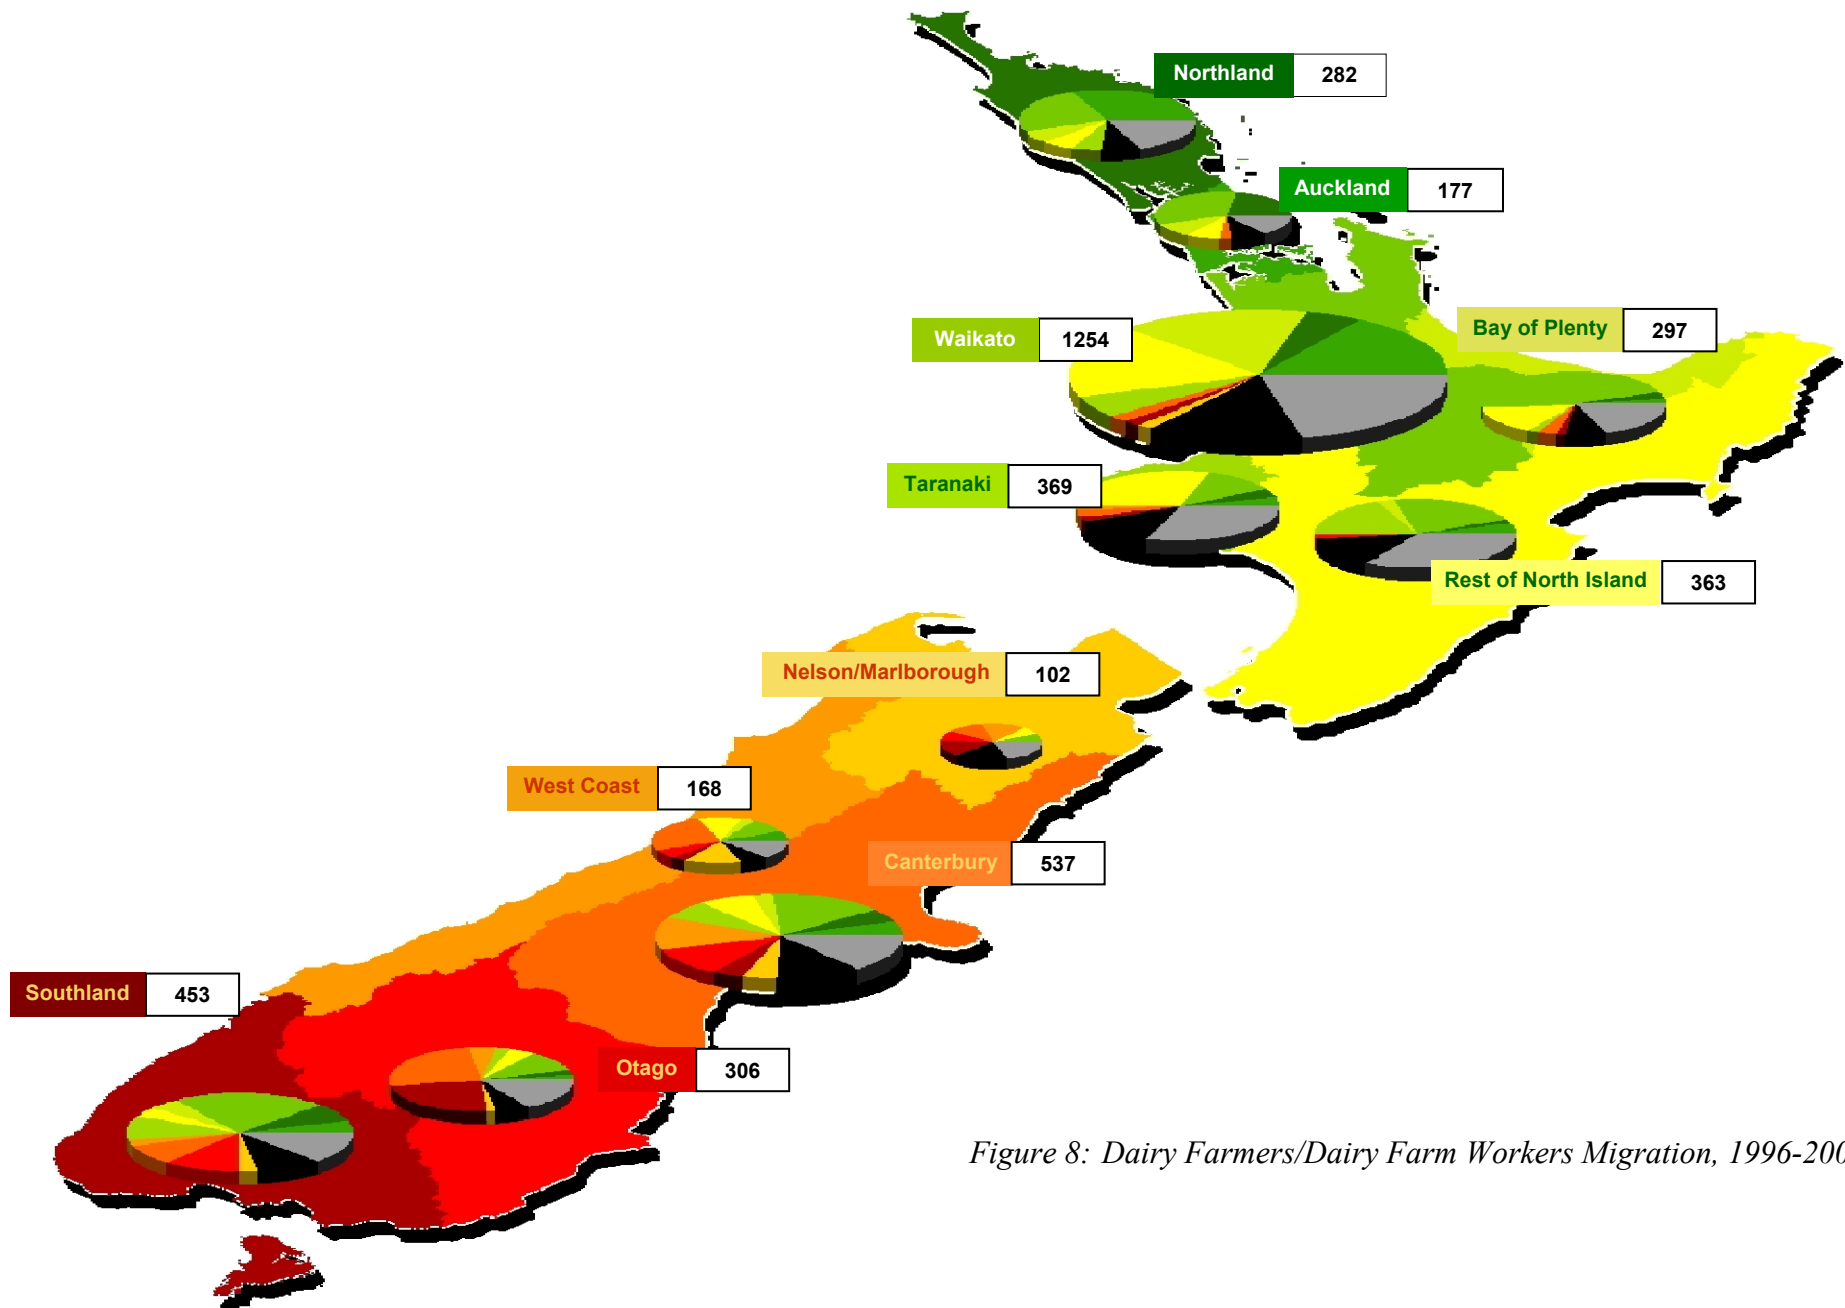 Northland 282
Auckland 177
Waikato 1254
Bay of Plenty 297
Taranaki 369
Rest of North Island 363
Nelson/Marlborough 102
West Coast 168
Canterbury 537
Southland 453
Otago 306
Figure 8: Dairy Farmers/Dairy Farm Workers Migration, 1996-200